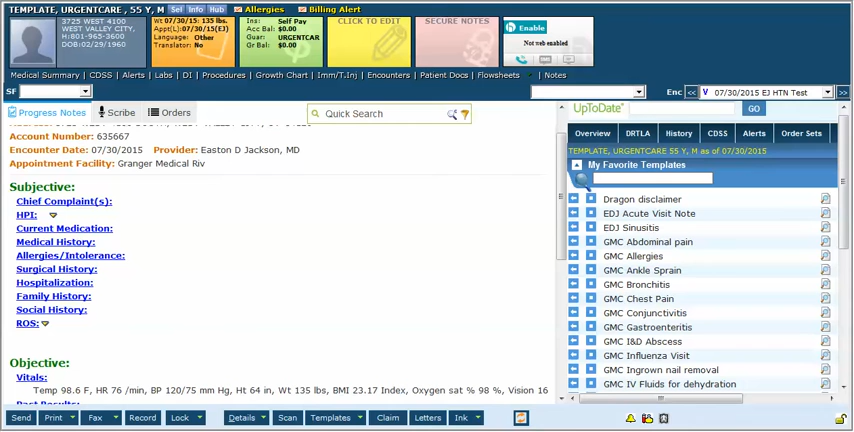 TEMPLATE, URGENTCARE , 55 Y, M Sel Info Hub Allergies Billing Alert
3725 WEST 4100
WEST VALLEY CITY,
H:801-965-3600
DOB:02/29/1960
Wt 07/30/15: 135 lbs.
Appt(L):07/30/15(EJ)
Language: Other
Translator: No
Ins: Self Pay
Acc Bal: $0.00
Guar: URGENTCAR
Gr Bal: $0.00
CLICK TO EDIT
SECURE NOTES
Enable
Not web enabled
Medical Summary CDSS Alerts Labs DI Procedures Growth Chart Imm/T.Inj Encounters Patient Docs Flowsheets Notes
SF Enc << V 07/30/2015 EJ HTN Test >>
Progress Notes Scribe Orders Quick Search
Account Number: 635667
Encounter Date: 07/30/2015 Provider: Easton D Jackson, MD
Appointment Facility: Granger Medical Riv
Subjective:
Chief Complaint(s):
HPI:
Current Medication:
Medical History:
Allergies/Intolerance:
Surgical History:
Hospitalization:
Family History:
Social History:
ROS:
Objective:
Vitals:
Temp 98.6 F, HR 76 /min, BP 120/75 mm Hg, Ht 64 in, Wt 135 lbs, BMI 23.17 Index, Oxygen sat % 98 %, Vision 16
Past Results:
UpToDate GO
Overview DRTLA History CDSS Alerts Order Sets
TEMPLATE, URGENTCARE 55 Y, M as of 07/30/2015
My Favorite Templates
Dragon disclaimer
EDJ Acute Visit Note
EDJ Sinusitis
GMC Abdominal pain
GMC Allergies
GMC Ankle Sprain
GMC Bronchitis
GMC Chest Pain
GMC Conjunctivitis
GMC Gastroenteritis
GMC I&D Abscess
GMC Influenza Visit
GMC Ingrown nail removal
GMC IV Fluids for dehydration
Send Print Fax Record Lock Details Scan Templates Claim Letters Ink